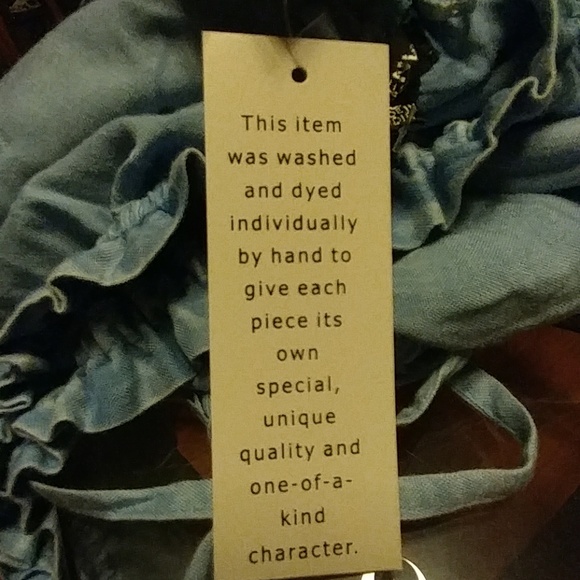 This item
was washed
and dyed
individually
by hand to
give each
piece its
own
special,
unique
quality and
one-of-a-
kind
character.